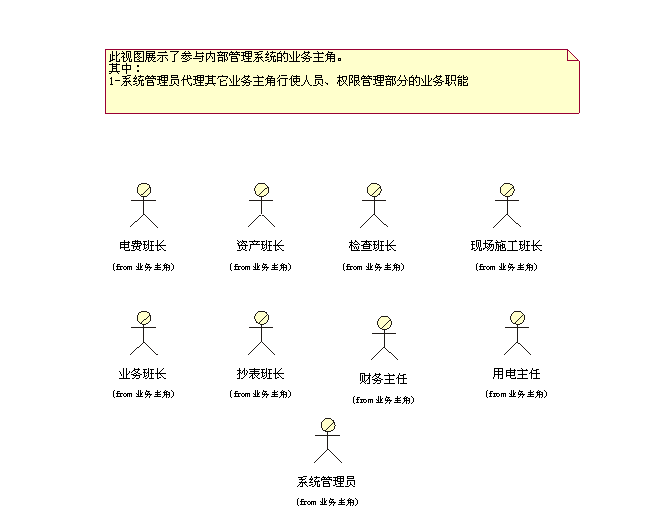 此视图展示了参与内部管理系统的业务主角。
其中：
1-系统管理员代理其它业务主角行使人员、权限管理部分的业务职能
电费班长 资产班长 检查班长 现场施工班长
(from 业务主角) (from 业务主角) (from 业务主角) (from 业务主角)
业务班长 抄表班长 财务主任 用电主任
(from 业务主角) (from 业务主角) (from 业务主角) (from 业务主角)
系统管理员
(from 业务主角)